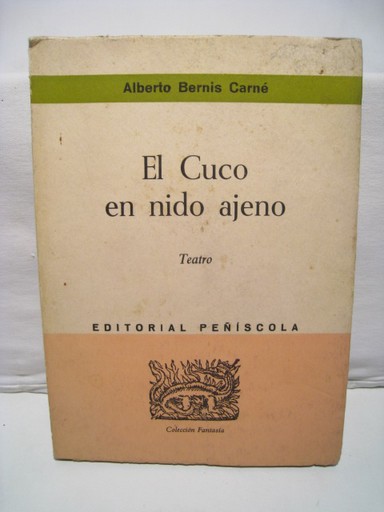 Alberto Bernis Carné
El Cuco
en nido ajeno
Teatro
EDITORIAL PEÑÍSCOLA
Colección Fantasía